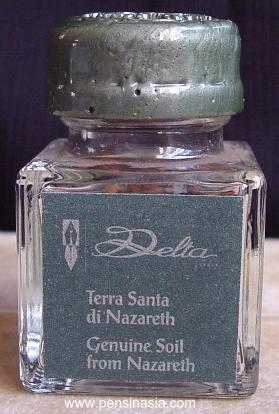 Delta
Terra Santa
di Nazareth
Genuine Soil
from Nazareth
www.pensinasia.com